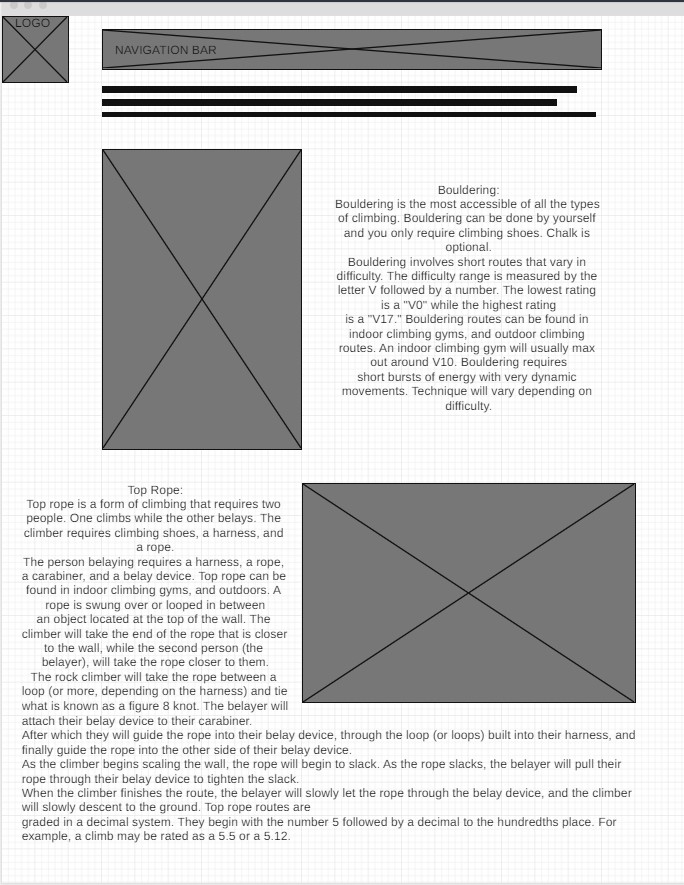 LOGO
NAVIGATION BAR
Bouldering:
Bouldering is the most accessible of all the types
of climbing. Bouldering can be done by yourself
and you only require climbing shoes. Chalk is
optional.
Bouldering involves short routes that vary in
difficulty. The difficulty range is measured by the
letter V followed by a number. The lowest rating
is a "V0" while the highest rating
is a "V17." Bouldering routes can be found in
indoor climbing gyms, and outdoor climbing
routes. An indoor climbing gym will usually max
out around V10. Bouldering requires
short bursts of energy with very dynamic
movements. Technique will vary depending on
difficulty.
Top Rope:
Top rope is a form of climbing that requires two
people. One climbs while the other belays. The
climber requires climbing shoes, a harness, and
a rope.
The person belaying requires a harness, a rope,
a carabiner, and a belay device. Top rope can be
found in indoor climbing gyms, and outdoors. A
rope is swung over or looped in between
an object located at the top of the wall. The
climber will take the end of the rope that is closer
to the wall, while the second person (the
belayer), will take the rope closer to them.
The rock climber will take the rope between a
loop (or more, depending on the harness) and tie
what is known as a figure 8 knot. The belayer will
attach their belay device to their carabiner.
After which they will guide the rope into their belay device, through the loop (or loops) built into their harness, and
finally guide the rope into the other side of their belay device.
As the climber begins scaling the wall, the rope will begin to slack. As the rope slacks, the belayer will pull their
rope through their belay device to tighten the slack.
When the climber finishes the route, the belayer will slowly let the rope through the belay device, and the climber
will slowly descent to the ground. Top rope routes are
graded in a decimal system. They begin with the number 5 followed by a decimal to the hundredths place. For
example, a climb may be rated as a 5.5 or a 5.12.